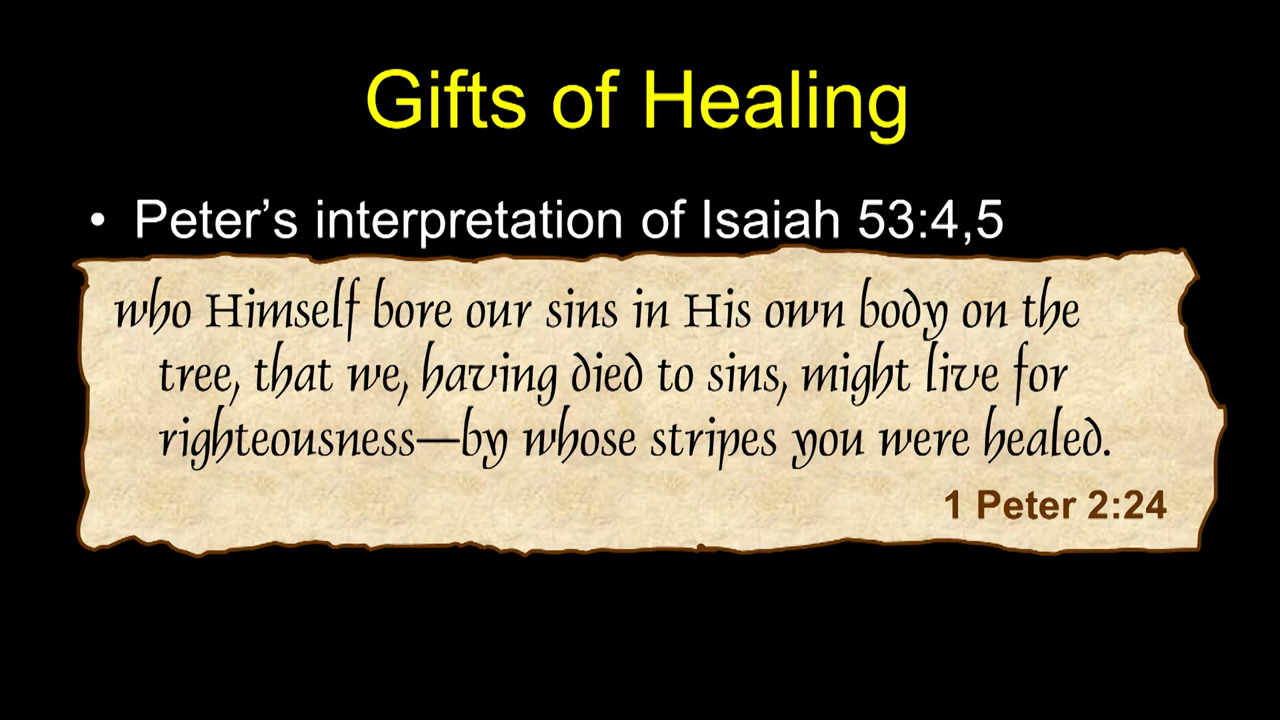 Gifts of Healing
• Peter’s interpretation of Isaiah 53:4,5
who Himself bore our sins in His own body on the
tree, that we, having died to sins, might live for
righteousness—by whose stripes you were healed.
1 Peter 2:24